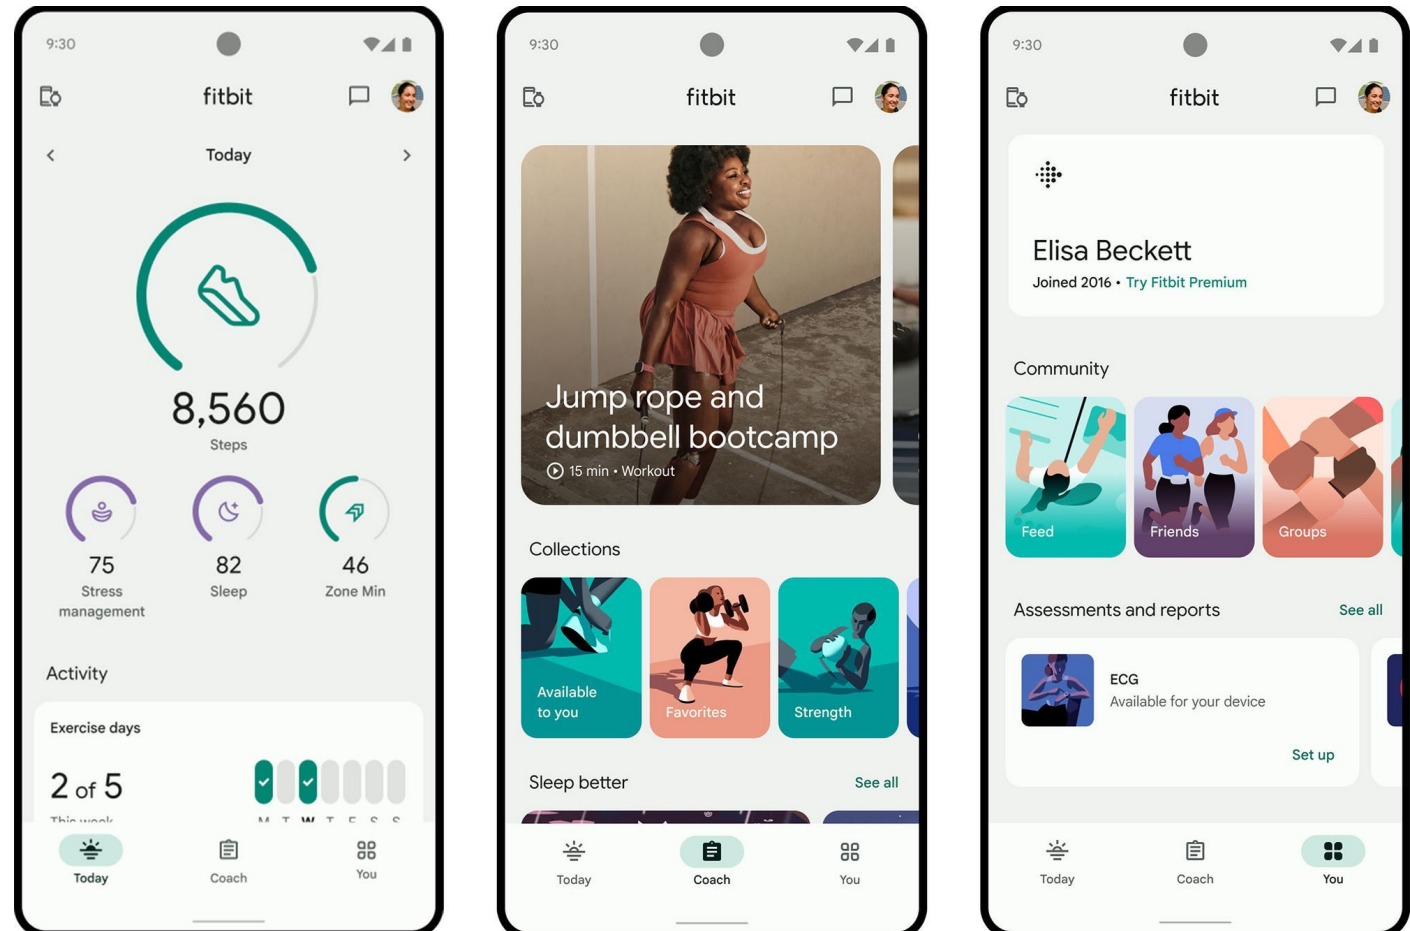 9:30
fitbit
Today
8,560
Steps
75
Stress
management
82
Sleep
46
Zone Min
Activity
Exercise days
2 of 5
This week
M T W T F S S
Today
Coach
You
9:30
fitbit
Jump rope and
dumbbell bootcamp
15 min • Workout
Collections
Available
to you
Favorites
Strength
Sleep better
See all
Today
Coach
You
9:30
fitbit
Elisa Beckett
Joined 2016 • Try Fitbit Premium
Community
Feed
Friends
Groups
Assessments and reports
See all
ECG
Available for your device
Set up
Today
Coach
You